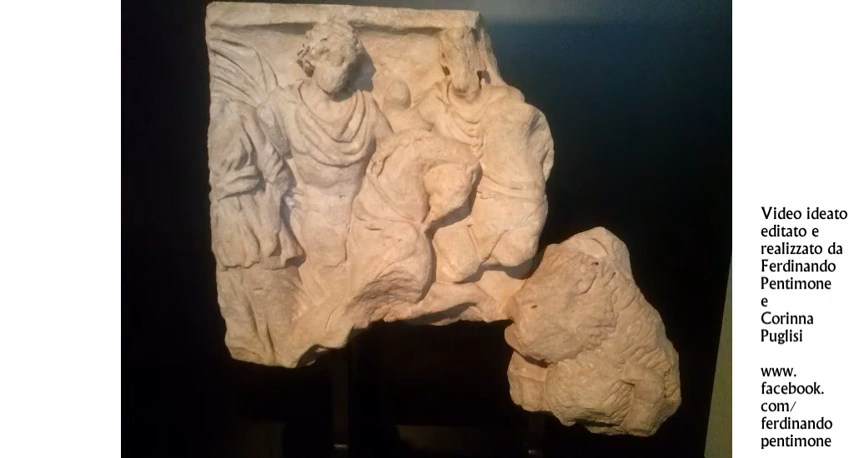 Video ideato
editato e
realizzato da
Ferdinando
Pentimone
e
Corinna
Puglisi
www.
facebook.
com/
ferdinando
pentimone